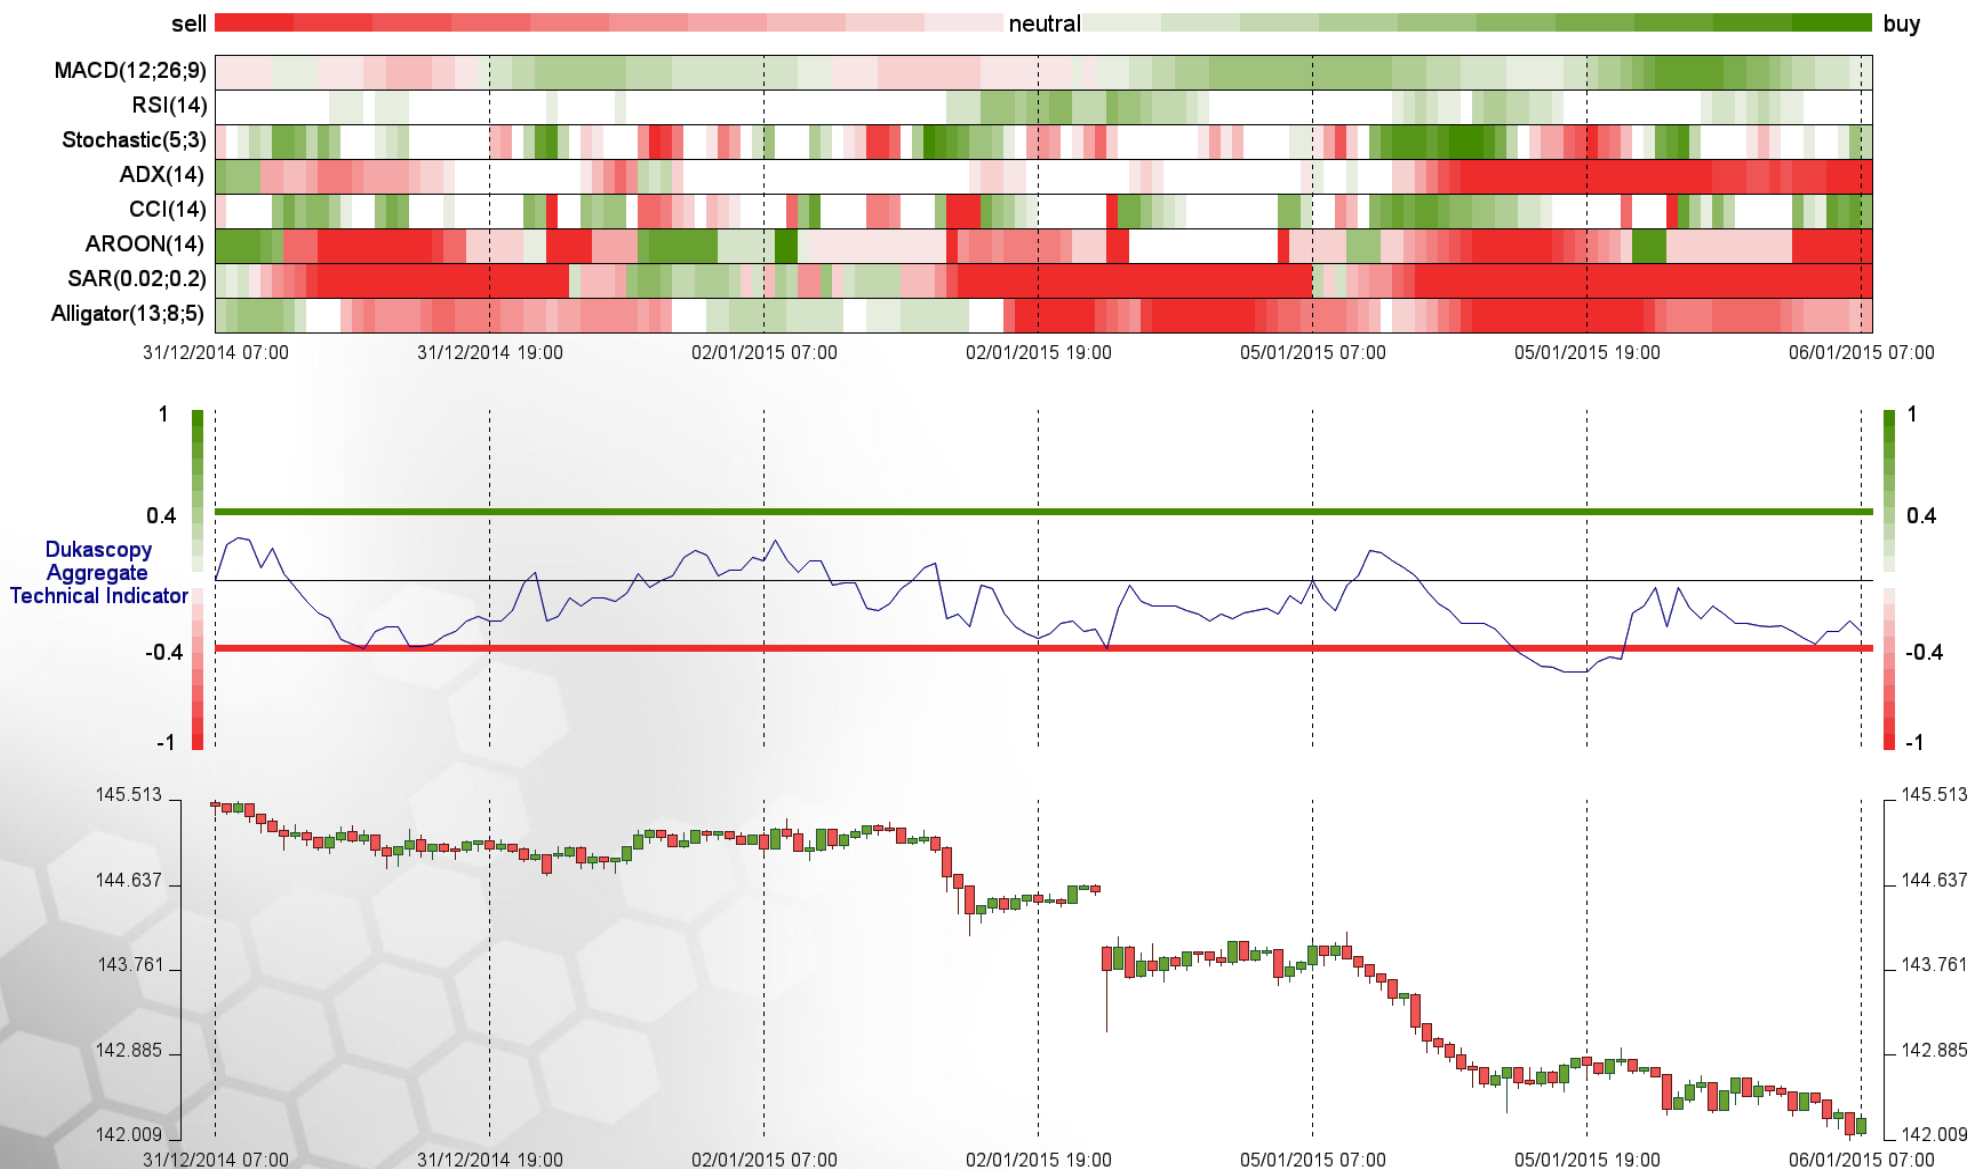 sell neutral buy
MACD(12;26;9)
RSI(14)
Stochastic(5;3)
ADX(14)
CCI(14)
AROON(14)
SAR(0.02;0.2)
Alligator(13;8;5)
31/12/2014 07:00 31/12/2014 19:00 02/01/2015 07:00 02/01/2015 19:00 05/01/2015 07:00 05/01/2015 19:00 06/01/2015 07:00
1 1
0.4 0.4
Dukascopy
Aggregate
Technical Indicator
-0.4 -0.4
-1 -1
145.513 145.513
144.637 144.637
143.761 143.761
142.885 142.885
142.009 142.009
31/12/2014 07:00 31/12/2014 19:00 02/01/2015 07:00 02/01/2015 19:00 05/01/2015 07:00 05/01/2015 19:00 06/01/2015 07:00